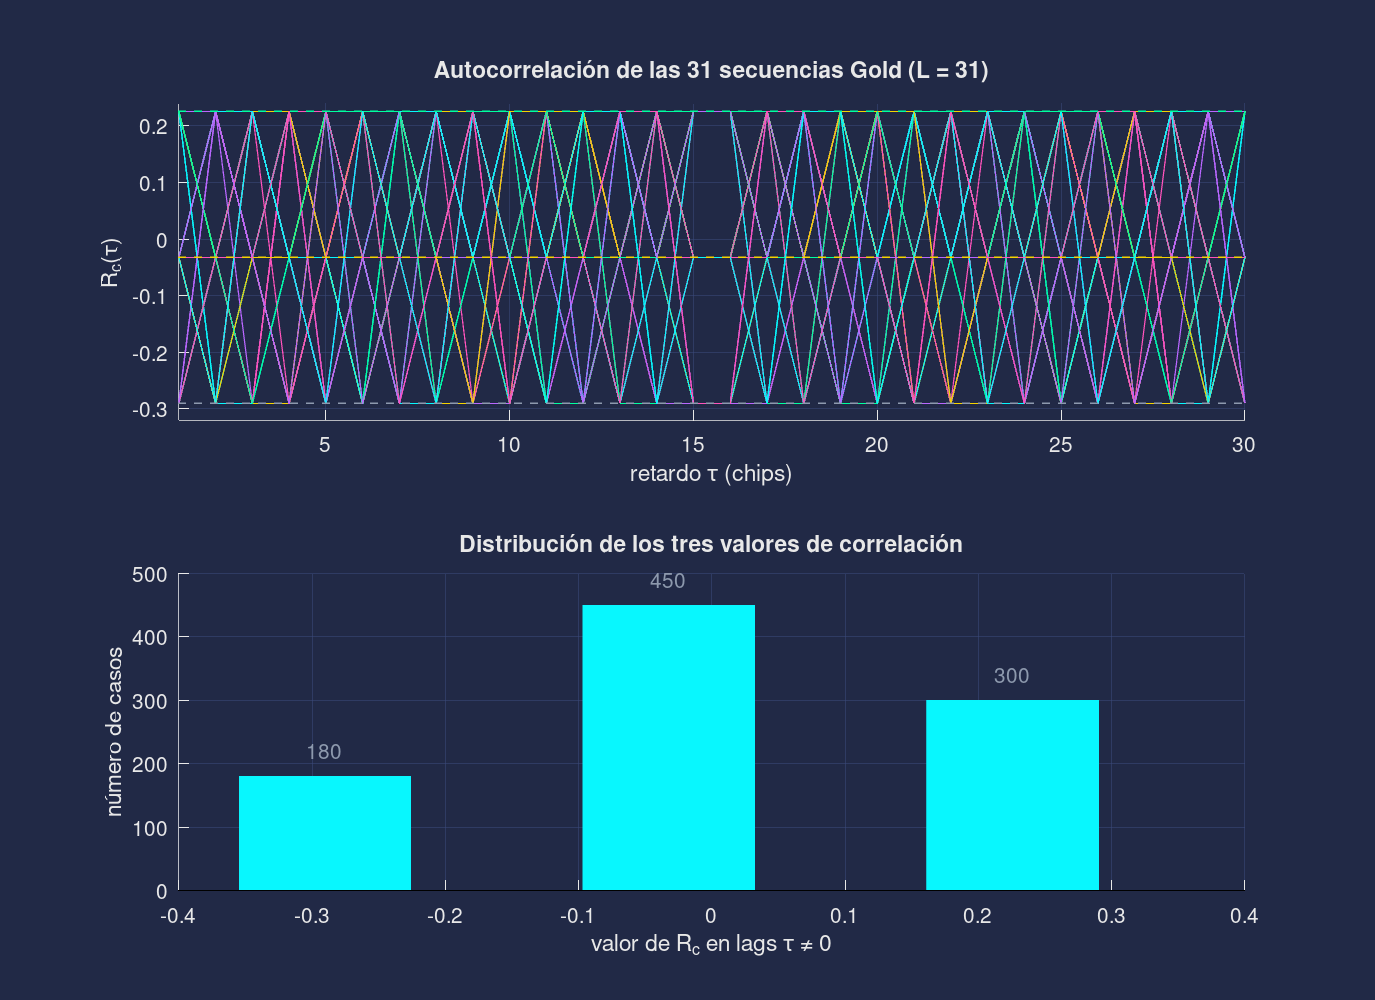 Autocorrelación de las 31 secuencias Gold (L = 31)
0.2
0.1
0
-0.1
-0.2
-0.3
R_c(τ)
5 10 15 20 25 30
retardo τ (chips)
Distribución de los tres valores de correlación
500
400
300
200
100
0
número de casos
180
450
300
-0.4 -0.3 -0.2 -0.1 0 0.1 0.2 0.3 0.4
valor de R_c en lags τ ≠ 0